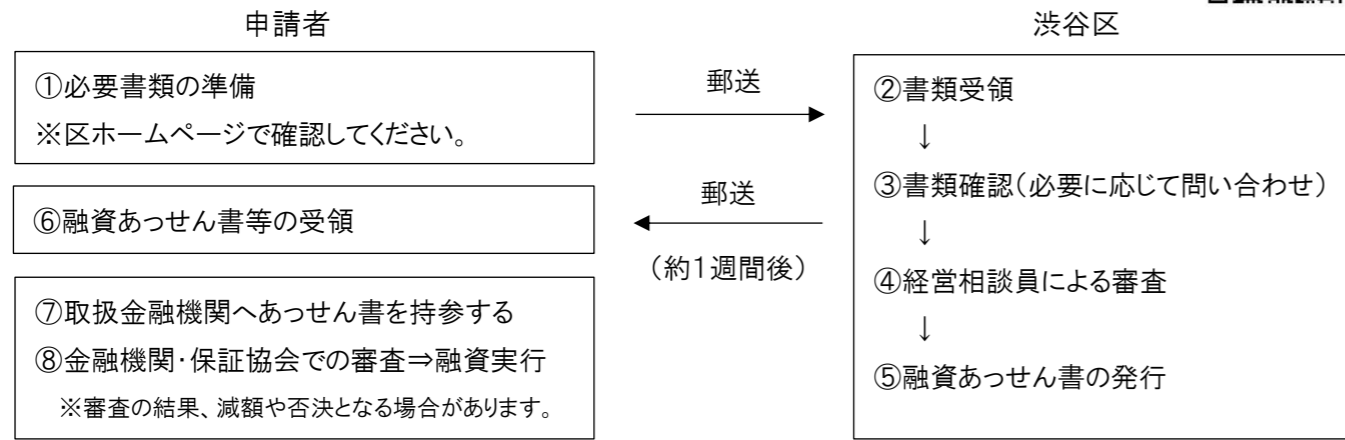 申請者
①必要書類の準備
※区ホームページで確認してください。
郵送
⑥融資あっせん書等の受領
郵送
(約1週間後)
⑦取扱金融機関へあっせん書を持参する
⑧金融機関・保証協会での審査⇒融資実行
※審査の結果、減額や否決となる場合があります。
渋谷区
②書類受領
↓
③書類確認(必要に応じて問い合わせ)
↓
④経営相談員による審査
↓
⑤融資あっせん書の発行